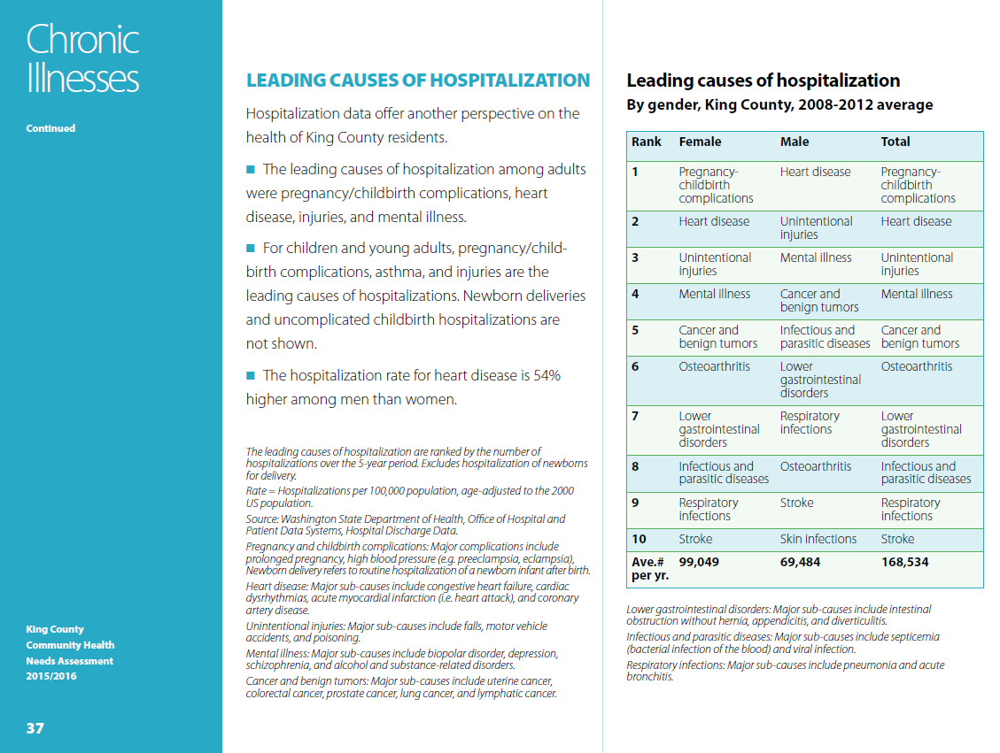 Chronic
Illnesses
Continued
LEADING CAUSES OF HOSPITALIZATION
Hospitalization data offer another perspective on the
health of King County residents.
■ The leading causes of hospitalization among adults
were pregnancy/childbirth complications, heart
disease, injuries, and mental illness.
■ For children and young adults, pregnancy/child-
birth complications, asthma, and injuries are the
leading causes of hospitalizations. Newborn deliveries
and uncomplicated childbirth hospitalizations are
not shown.
■ The hospitalization rate for heart disease is 54%
higher among men than women.
The leading causes of hospitalization are ranked by the number of
hospitalizations over the 5-year period. Excludes hospitalization of newborns
for delivery.
Rate = Hospitalizations per 100,000 population, age-adjusted to the 2000
US population.
Source: Washington State Department of Health, Office of Hospital and
Patient Data Systems, Hospital Discharge Data.
Pregnancy and childbirth complications: Major complications include
prolonged pregnancy, high blood pressure (e.g. preeclampsia, eclampsia),
Newborn delivery refers to routine hospitalization of a newborn infant after birth.
Heart disease: Major sub-causes include congestive heart failure, cardiac
dysrhythmias, acute myocardial infarction (i.e. heart attack), and coronary
artery disease.
Unintentional injuries: Major sub-causes include falls, motor vehicle
accidents, and poisoning.
Mental illness: Major sub-causes include bipolar disorder, depression,
schizophrenia, and alcohol and substance-related disorders.
Cancer and benign tumors: Major sub-causes include uterine cancer,
colorectal cancer, prostate cancer, lung cancer, and lymphatic cancer.
Leading causes of hospitalization
By gender, King County, 2008-2012 average
Rank Female Male Total
1 Pregnancy- Heart disease Pregnancy-
childbirth childbirth
complications complications
2 Heart disease Unintentional Heart disease
injuries
3 Unintentional Mental illness Unintentional
injuries injuries
4 Mental illness Cancer and Mental illness
benign tumors
5 Cancer and Infectious and Cancer and
benign tumors parasitic diseases benign tumors
6 Osteoarthritis Lower Osteoarthritis
gastrointestinal
disorders
7 Lower Respiratory Lower
gastrointestinal infections gastrointestinal
disorders disorders
8 Infectious and Osteoarthritis Infectious and
parasitic diseases parasitic diseases
9 Respiratory Stroke Respiratory
infections infections
10 Stroke Skin infections Stroke
Ave.# 99,049 69,484 168,534
per yr.
Lower gastrointestinal disorders: Major sub-causes include intestinal
obstruction without hernia, appendicitis, and diverticulitis.
Infectious and parasitic diseases: Major sub-causes include septicemia
(bacterial infection of the blood) and viral infection.
Respiratory infections: Major sub-causes include pneumonia and acute
bronchitis.
King County
Community Health
Needs Assessment
2015/2016
37